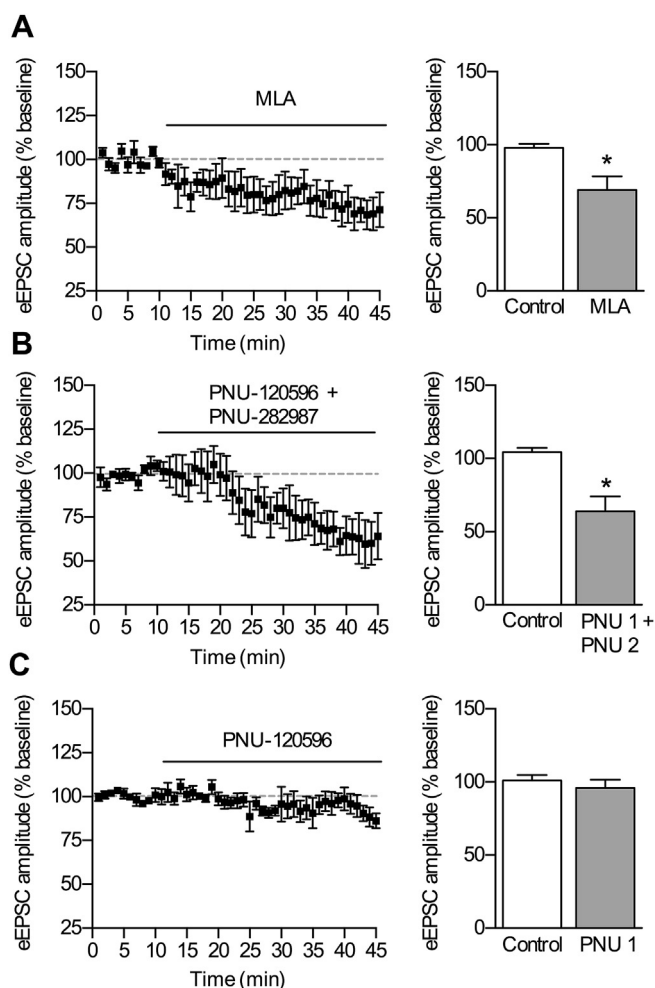 A
eEPSC amplitude (% baseline)
150
125
100
75
50
25
MLA
0 5 10 15 20 25 30 35 40 45
Time (min)
eEPSC amplitude (% baseline)
150
100
50
0
*
Control MLA
B
eEPSC amplitude (% baseline)
150
125
100
75
50
25
PNU-120596 +
PNU-282987
0 5 10 15 20 25 30 35 40 45
Time (min)
eEPSC amplitude (% baseline)
150
100
50
0
*
Control PNU 1 +
PNU 2
C
eEPSC amplitude (% baseline)
150
125
100
75
50
25
PNU-120596
0 5 10 15 20 25 30 35 40 45
Time (min)
eEPSC amplitude (% baseline)
150
100
50
0
Control PNU 1